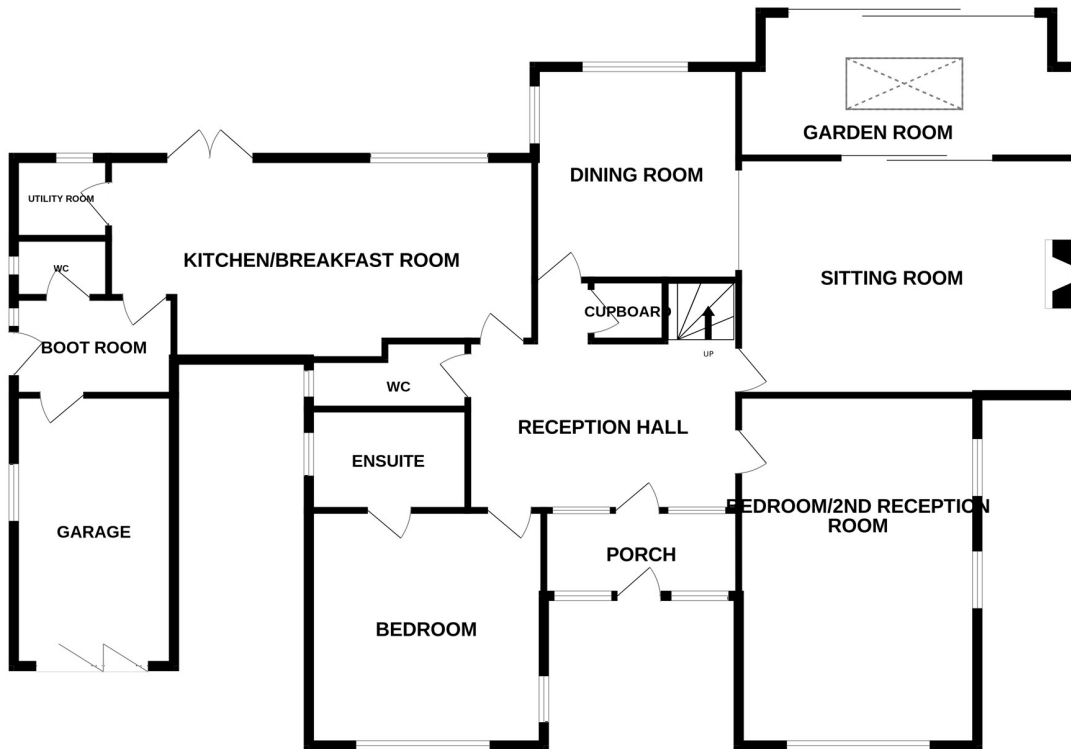 GARDEN ROOM
DINING ROOM
UTILITY ROOM
KITCHEN/BREAKFAST ROOM
WC
SITTING ROOM
CUPBOARD
BOOT ROOM
UP
WC
RECEPTION HALL
ENSUITE
BEDROOM/2ND RECEPTION
ROOM
GARAGE
PORCH
BEDROOM